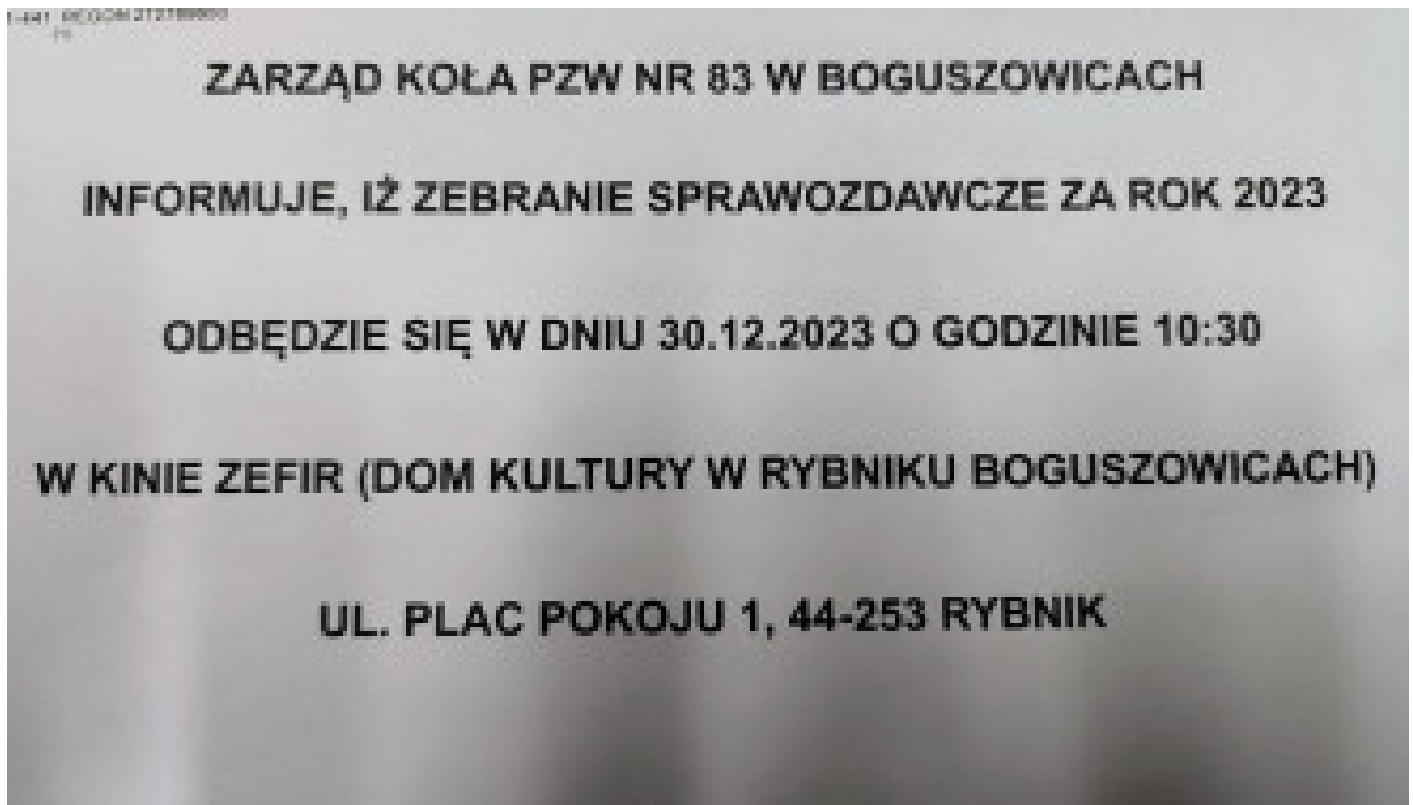 ZARZĄD KOŁA PZW NR 83 W BOGUSZOWICACH
INFORMUJE, IŻ ZEBRANIE SPRAWOZDAWCZE ZA ROK 2023
ODBĘDZIE SIĘ W DNIU 30.12.2023 O GODZINIE 10:30
W KINIE ZEFIR (DOM KULTURY W RYBNIKU BOGUSZOWICACH)
UL. PLAC POKOJU 1, 44-253 RYBNIK